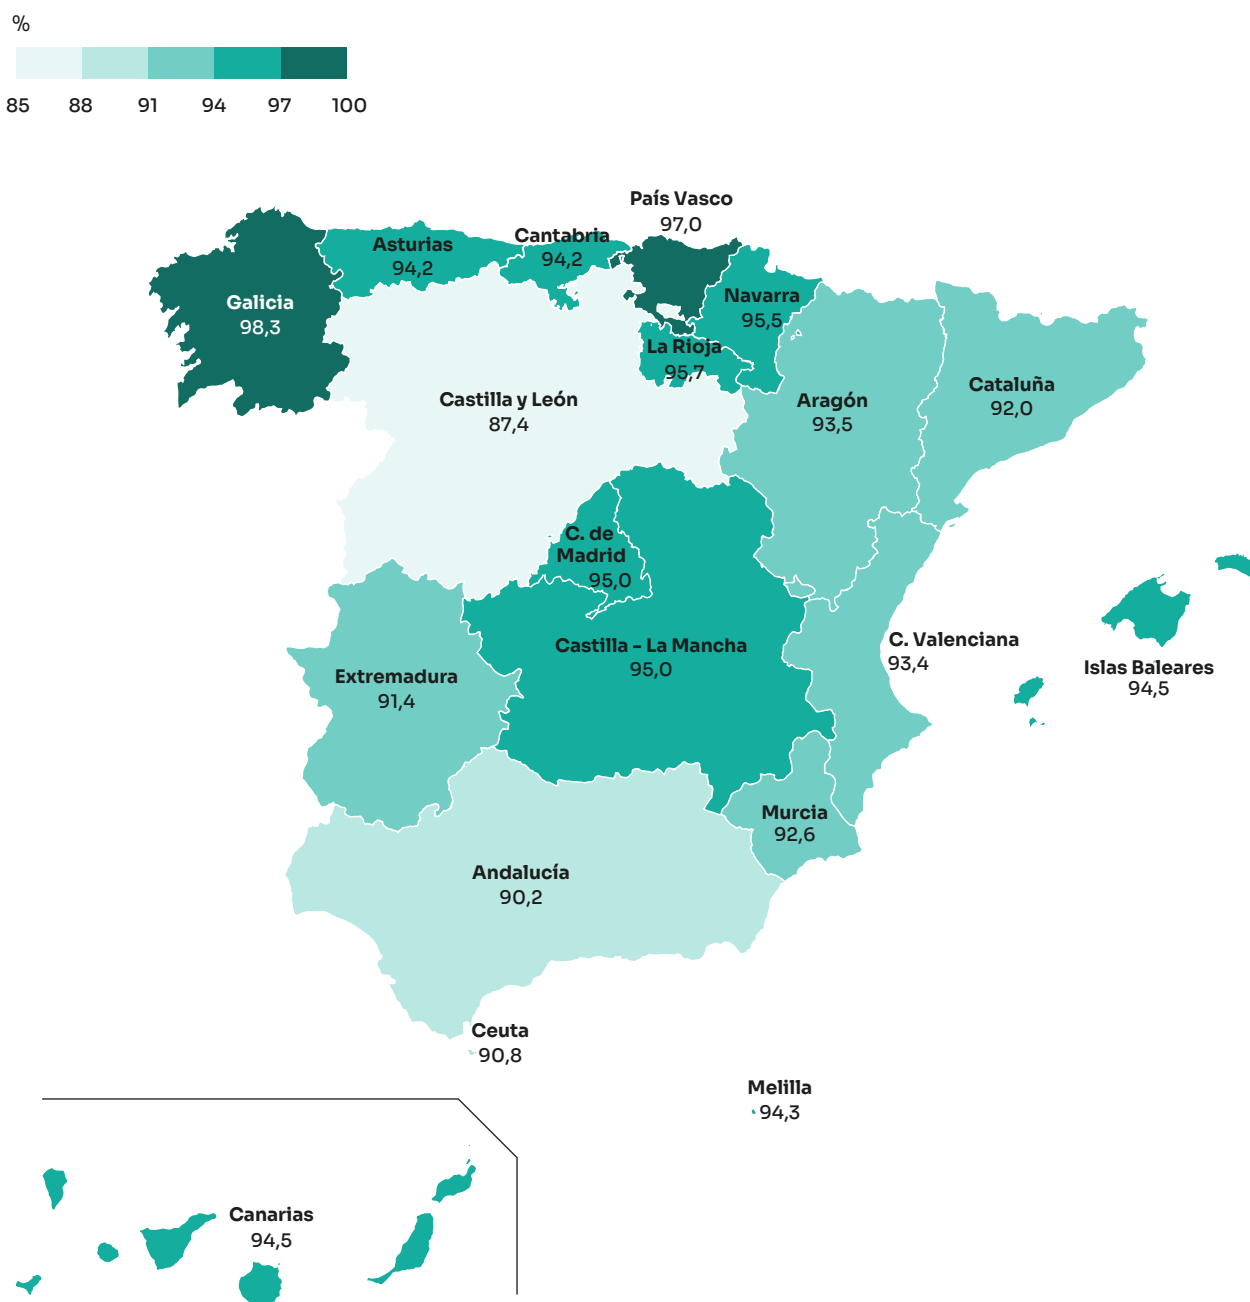 %
85 88 91 94 97 100
País Vasco
97,0
Cantabria
94,2
Asturias
94,2
Galicia
98,3
Navarra
95,5
La Rioja
95,7
Castilla y León
87,4
Aragón
93,5
Cataluña
92,0
C. de
Madrid
95,0
Castilla – La Mancha
95,0
C. Valenciana
93,4
Islas Baleares
94,5
Extremadura
91,4
Murcia
92,6
Andalucía
90,2
Ceuta
90,8
Melilla
94,3
Canarias
94,5